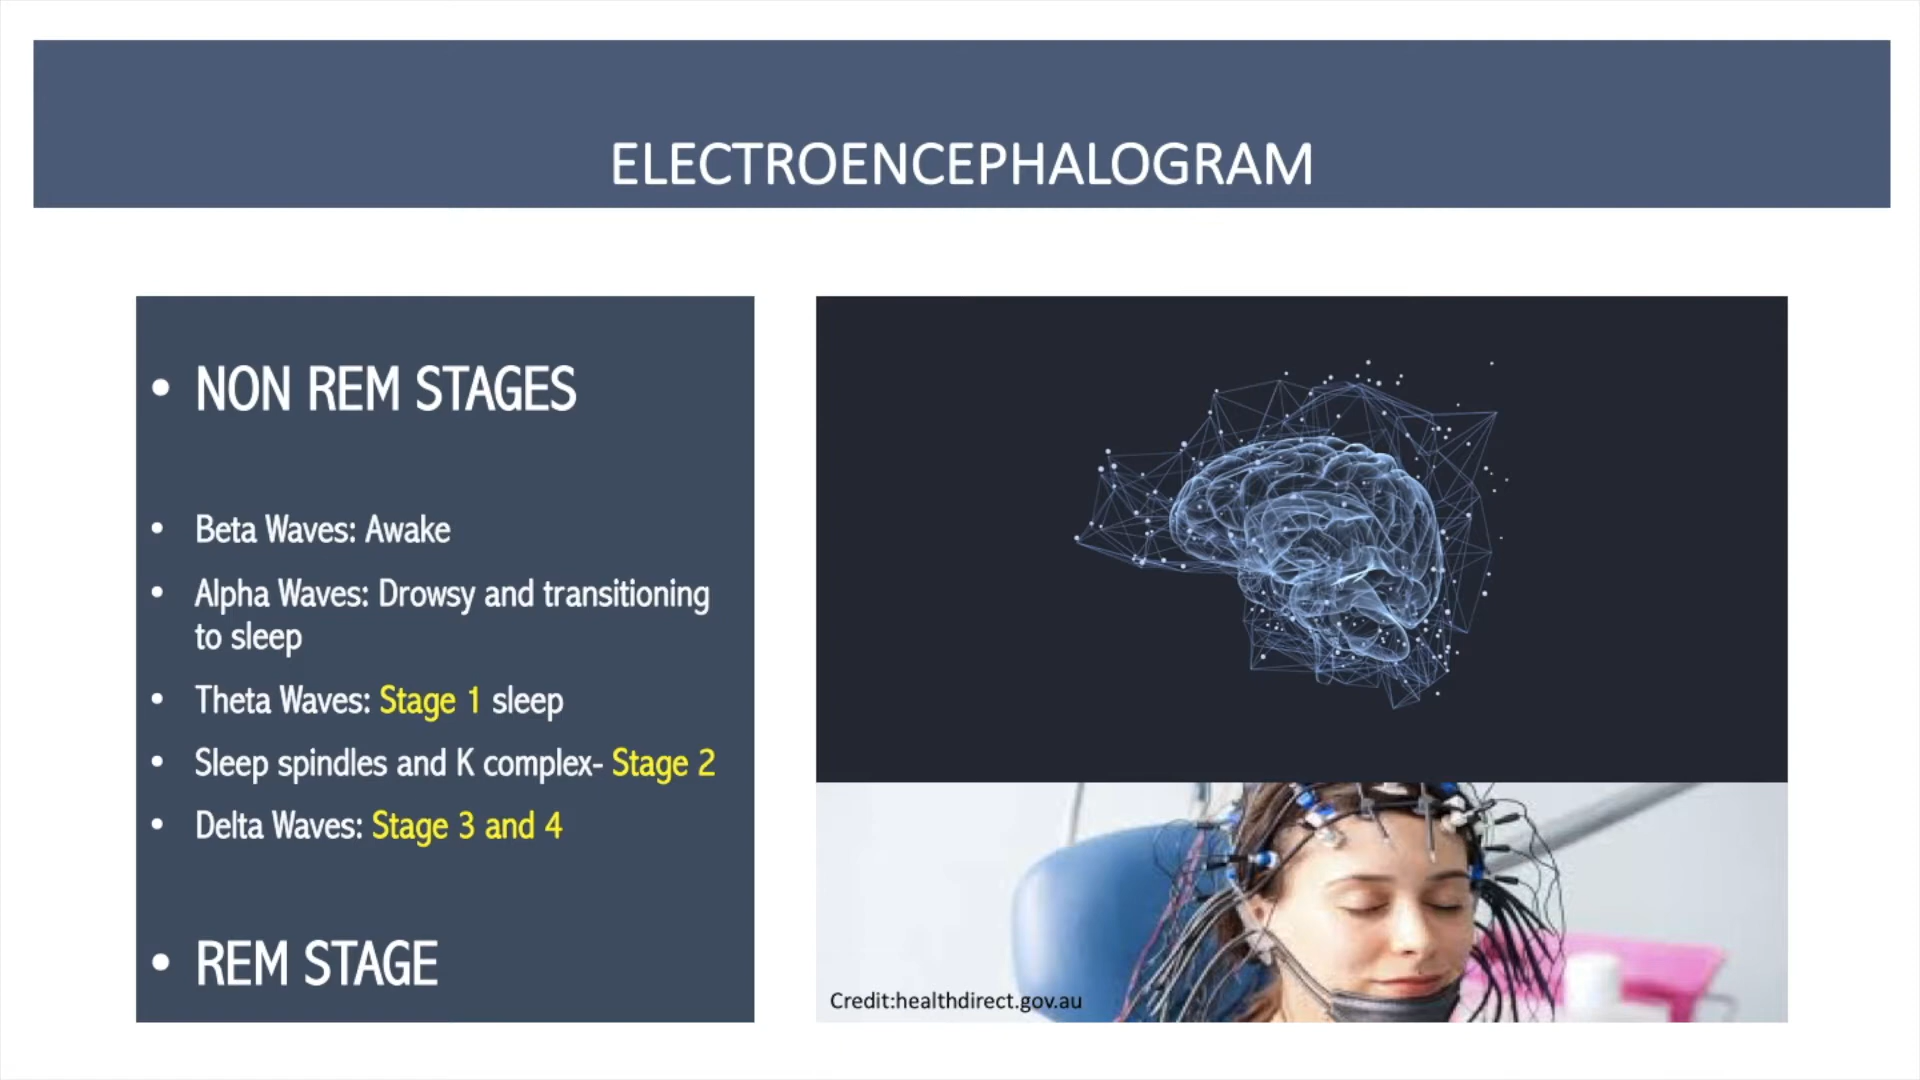 ELECTROENCEPHALOGRAM
• NON REM STAGES
• Beta Waves: Awake
• Alpha Waves: Drowsy and transitioning
to sleep
• Theta Waves: Stage 1 sleep
• Sleep spindles and K complex- Stage 2
• Delta Waves: Stage 3 and 4
• REM STAGE
Credit:healthdirect.gov.au